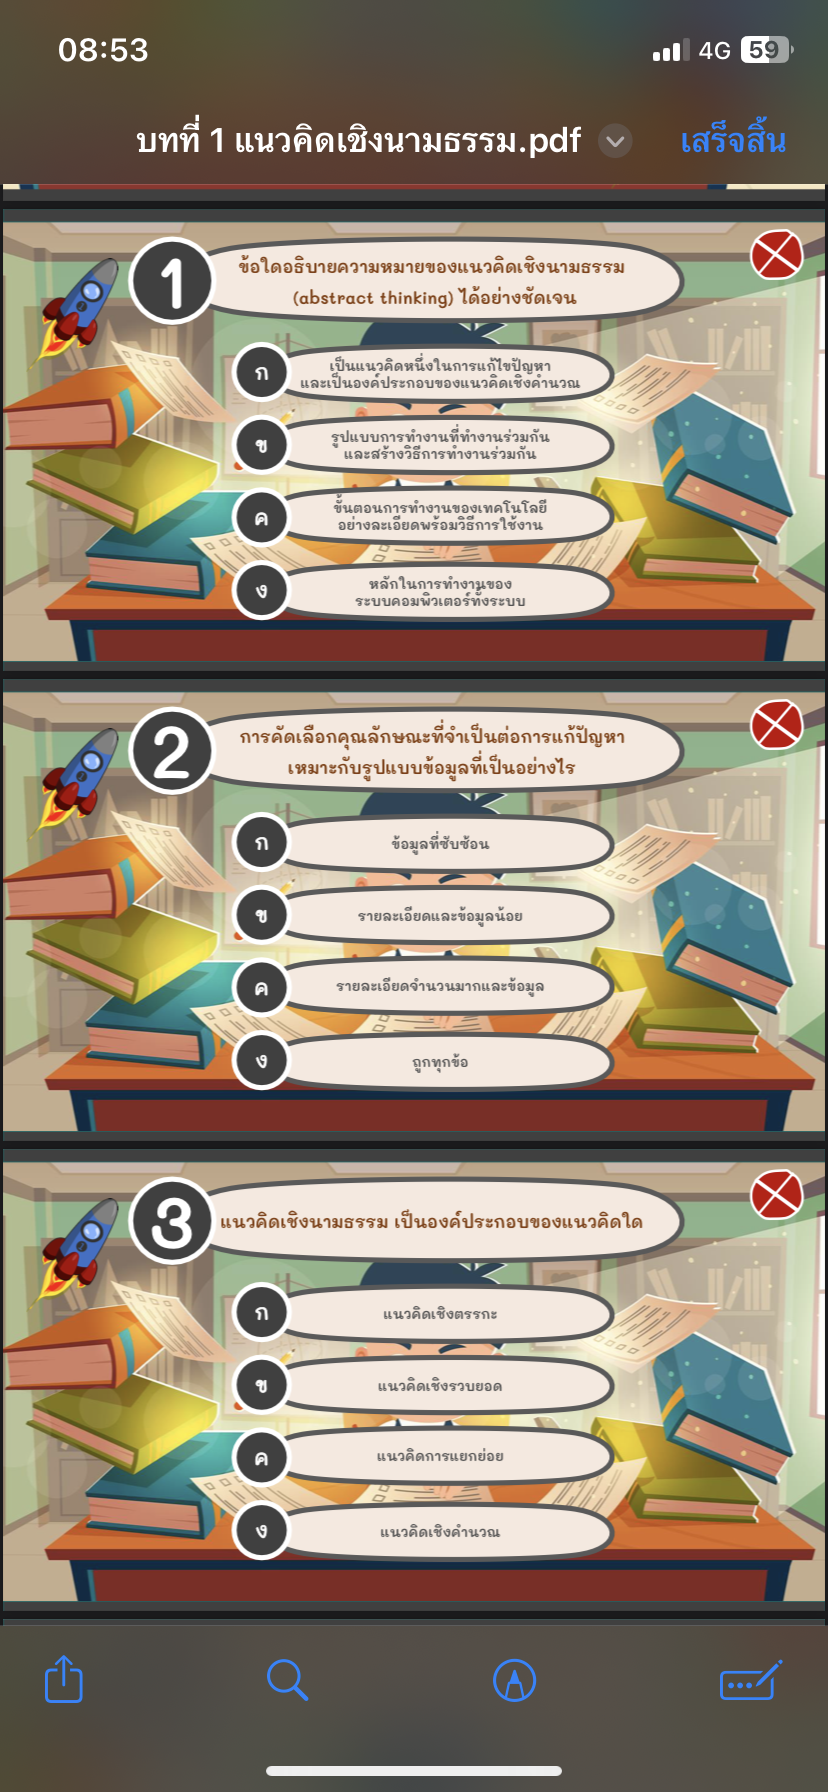 08:53
4G 59
บทที่ 1 แนวคิดเชิงนามธรรม.pdf
เสร็จสิ้น
1
ข้อใดอธิบายความหมายของแนวคิดเชิงนามธรรม
(abstract thinking) ได้อย่างชัดเจน
ก
เป็นแนวคิดหนึ่งในการแก้ไขปัญหา
และเป็นองค์ประกอบของแนวคิดเชิงคำนวณ
ข
รูปแบบการทำงานที่ทำงานร่วมกัน
และสร้างวิธีการทำงานร่วมกัน
ค
ขั้นตอนการทำงานของเทคโนโลยี
อย่างละเอียดพร้อมวิธีการใช้งาน
ง
หลักในการทำงานของ
ระบบคอมพิวเตอร์ทั้งระบบ
2
การคัดเลือกคุณลักษณะที่จำเป็นต่อการแก้ปัญหา
เหมาะกับรูปแบบข้อมูลที่เป็นอย่างไร
ก
ข้อมูลที่ซับซ้อน
ข
รายละเอียดและข้อมูลน้อย
ค
รายละเอียดจำนวนมากและข้อมูล
ง
ถูกทุกข้อ
3
แนวคิดเชิงนามธรรม เป็นองค์ประกอบของแนวคิดใด
ก
แนวคิดเชิงตรรกะ
ข
แนวคิดเชิงรวบยอด
ค
แนวคิดการแยกย่อย
ง
แนวคิดเชิงคำนวณ